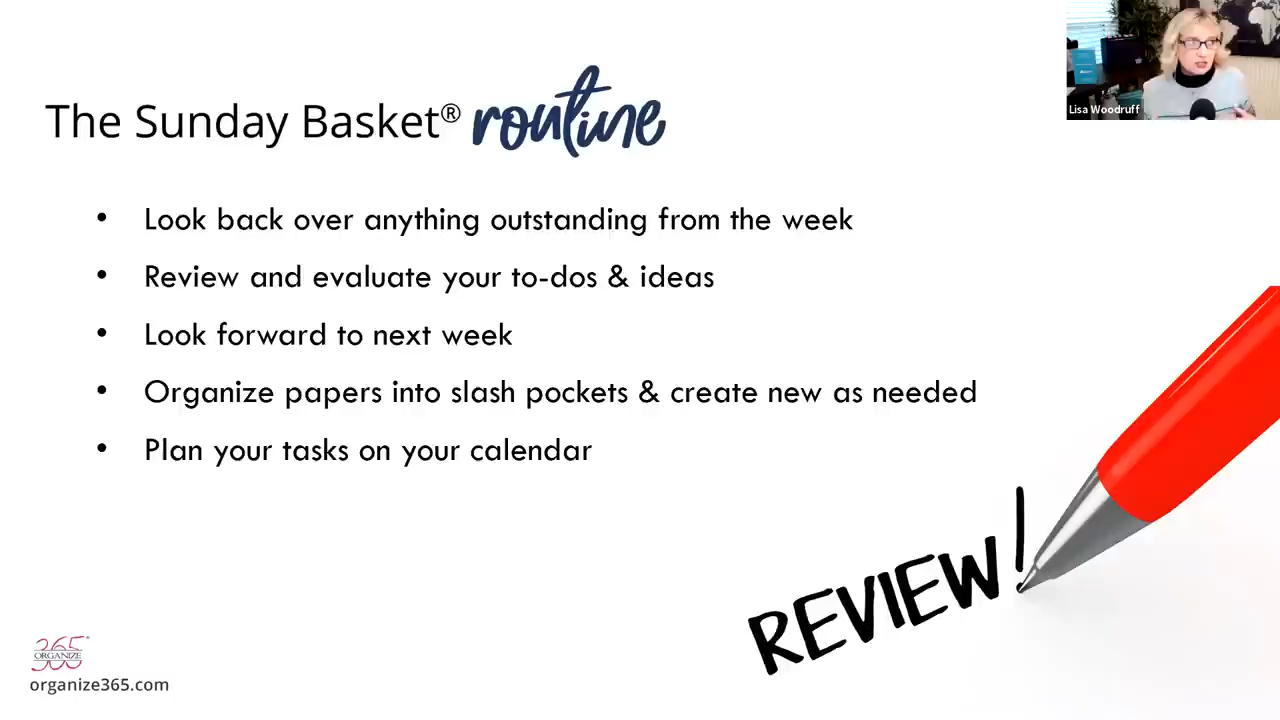 Lisa Woodruff
The Sunday Basket® routine
• Look back over anything outstanding from the week
• Review and evaluate your to-dos & ideas
• Look forward to next week
• Organize papers into slash pockets & create new as needed
• Plan your tasks on your calendar
REVIEW!
365®
ORGANIZE
organize365.com